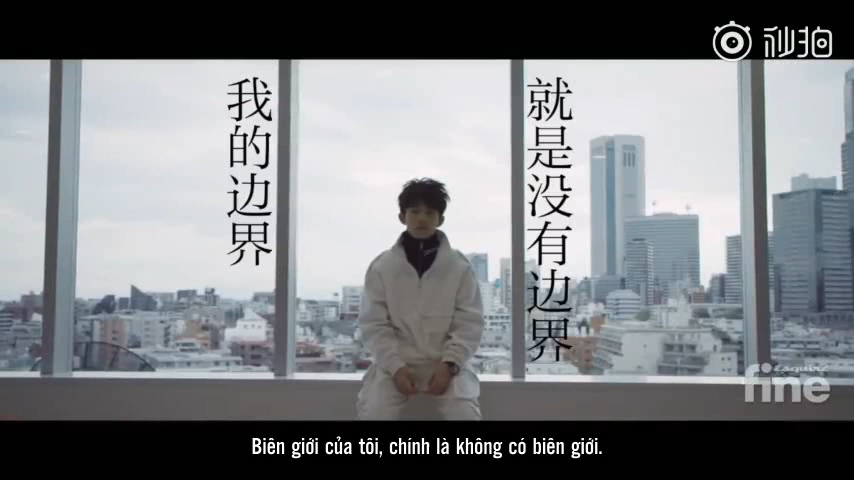 秒拍
我的边界
就是没有边界
Esquire
fine
Biên giới của tôi, chính là không có biên giới.